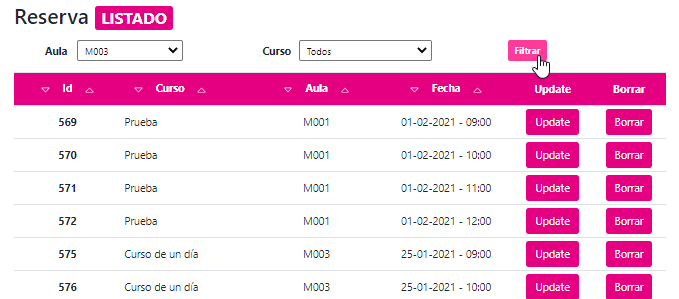 Reserva LISTADO
Aula M003 Curso Todos Filtrar
Id Curso Aula Fecha Update Borrar
569 Prueba M001 01-02-2021 - 09:00 Update Borrar
570 Prueba M001 01-02-2021 - 10:00 Update Borrar
571 Prueba M001 01-02-2021 - 11:00 Update Borrar
572 Prueba M001 01-02-2021 - 12:00 Update Borrar
575 Curso de un día M003 25-01-2021 - 09:00 Update Borrar
576 Curso de un día M003 25-01-2021 - 10:00 Update Borrar